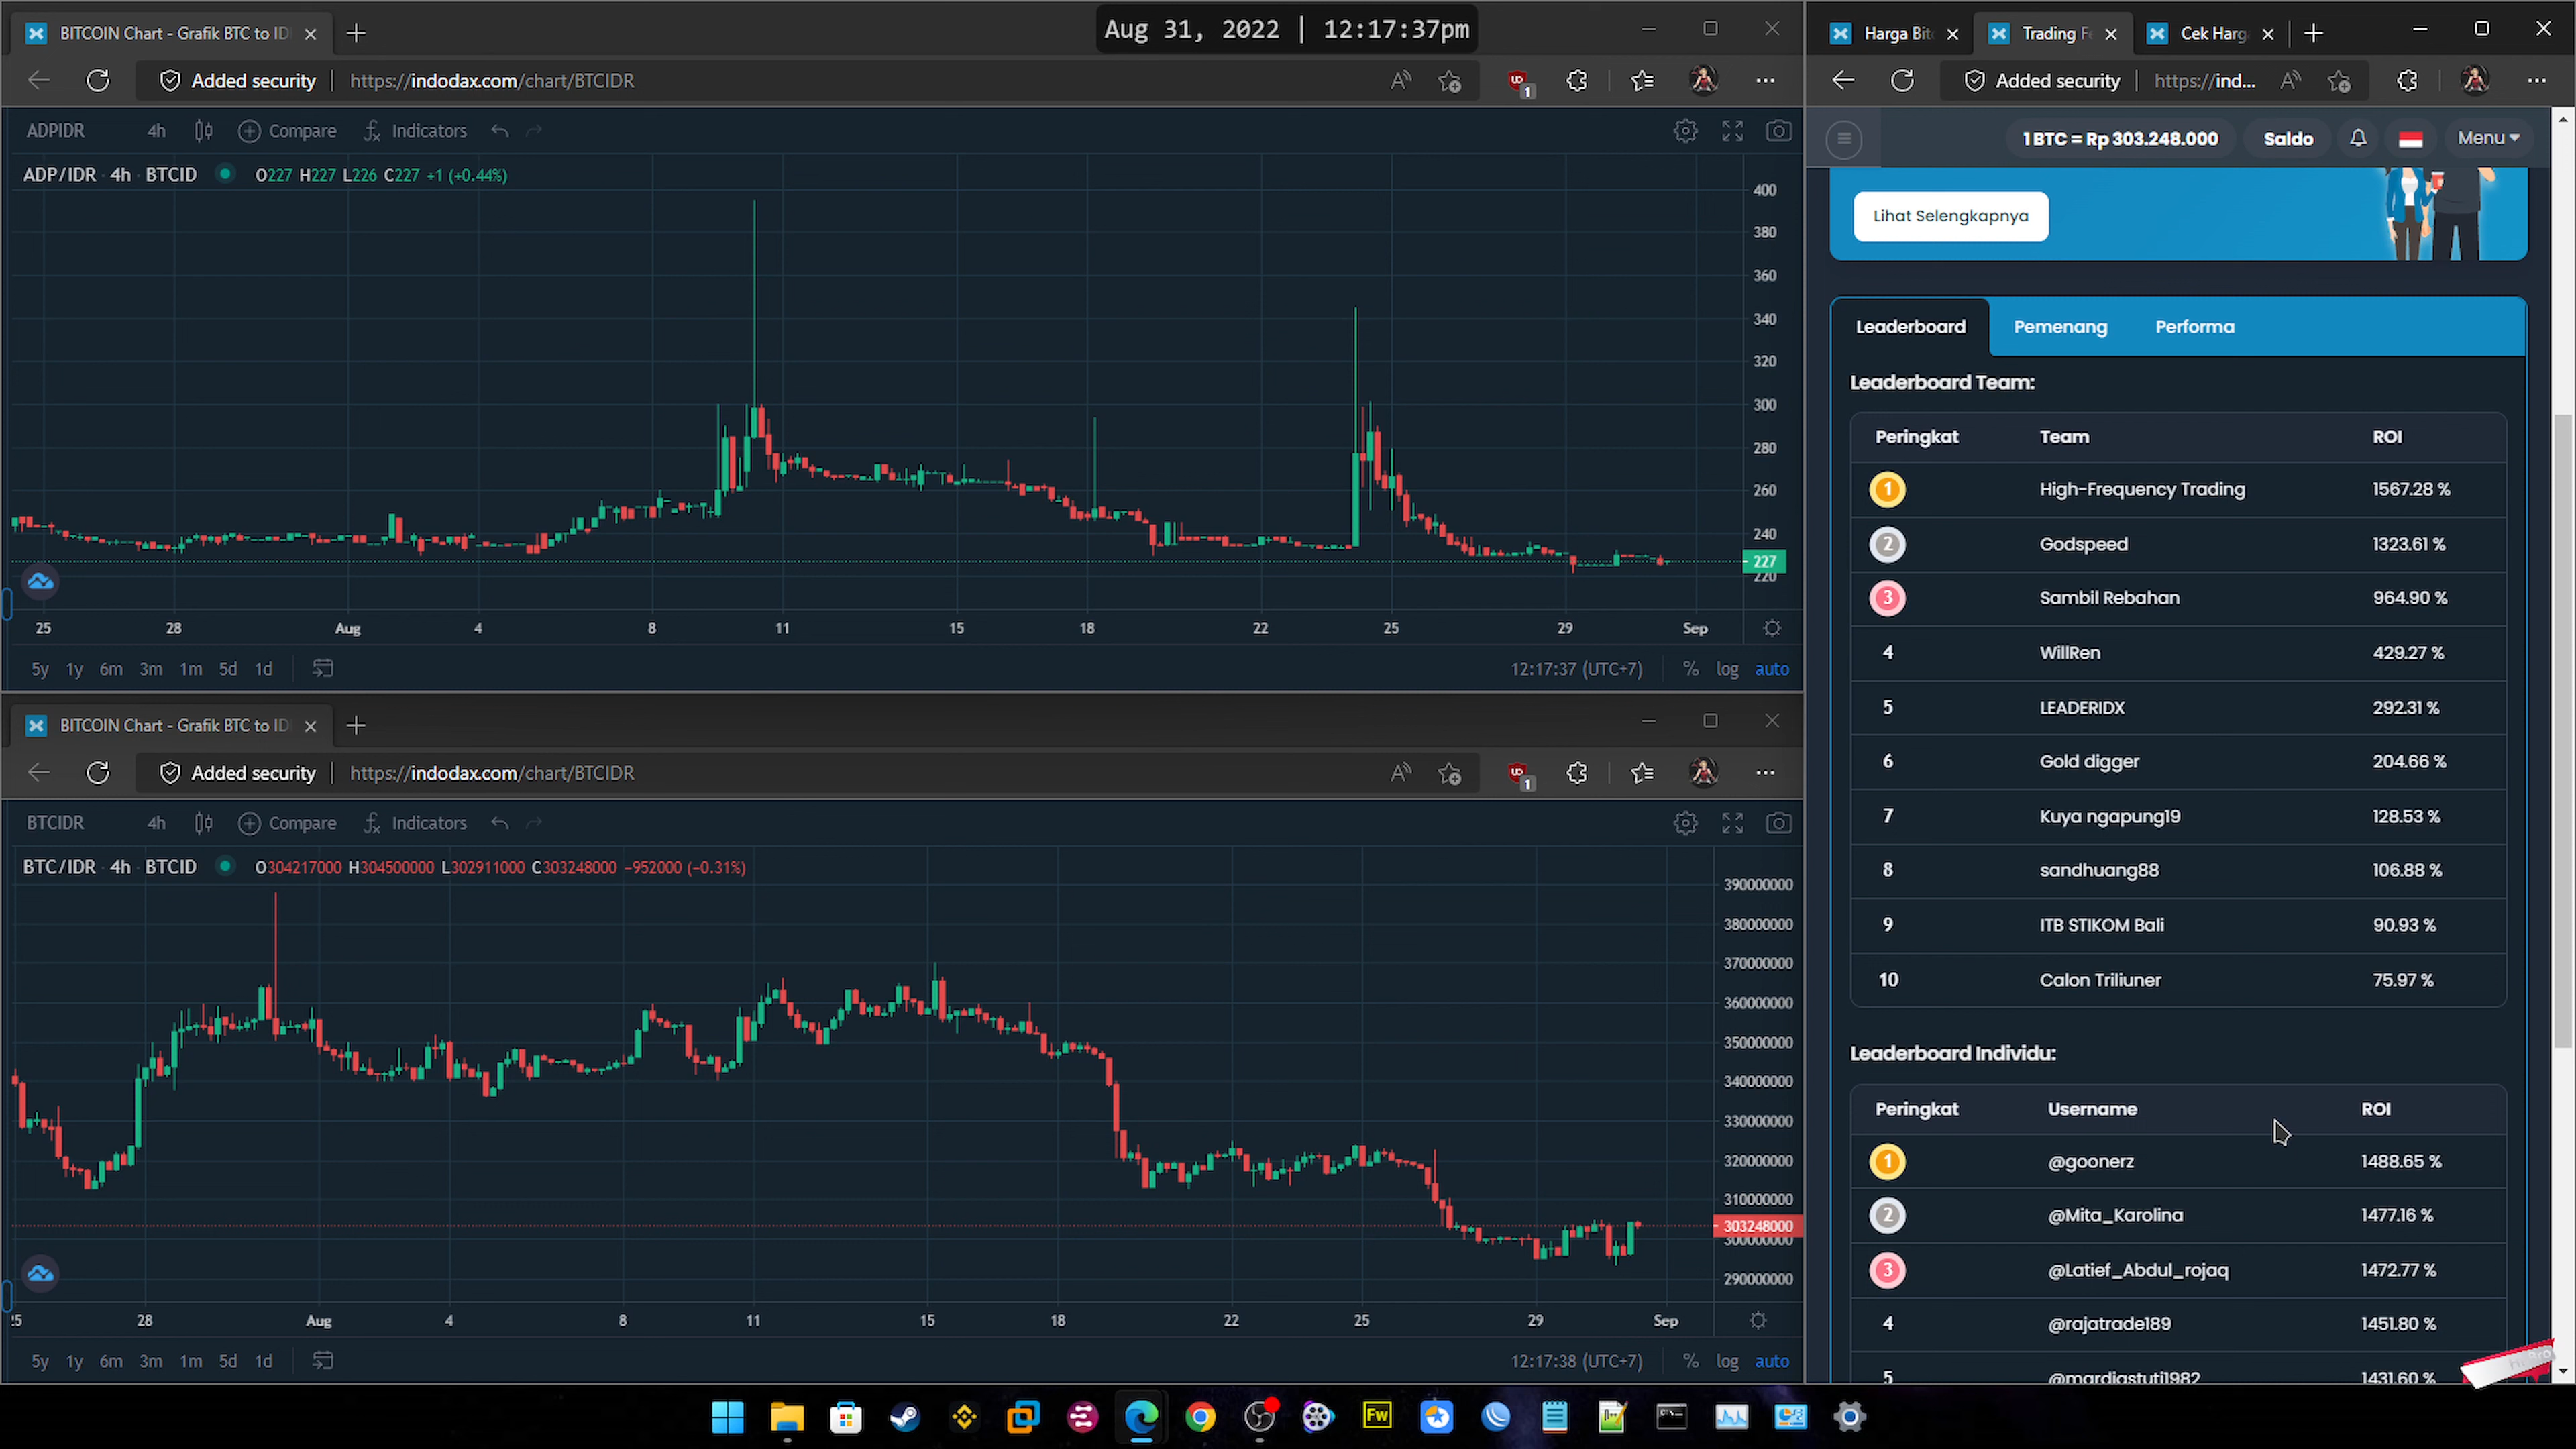 BITCOIN Chart - Grafik BTC to ID
Aug 31, 2022 | 12:17:37pm
Added security
https://indodax.com/chart/BTCIDR
1
ADPIDR
4h
Compare
Indicators
ADP/IDR 4h BTCID O227 H227 L226 C227 +1 (+0.44%)
400
380
360
340
320
300
280
260
240
227
220
25 28 Aug 4 8 11 15 18 22 25 29 Sep
5y 1y 6m 3m 1m 5d 1d
12:17:37 (UTC+7) % log auto
BITCOIN Chart - Grafik BTC to ID
Added security
https://indodax.com/chart/BTCIDR
1
BTCIDR
4h
Compare
Indicators
BTC/IDR 4h BTCID O304217000 H304500000 L302911000 C303248000 −952000 (−0.31%)
390000000
380000000
370000000
360000000
350000000
340000000
330000000
320000000
310000000
303248000
300000000
290000000
28 Aug 4 8 11 15 18 22 25 29 Sep
5y 1y 6m 3m 1m 5d 1d
12:17:38 (UTC+7) % log auto
Harga Bit
Trading Fe
Cek Harg
Added security
https://ind...
1 BTC = Rp 303.248.000
Saldo
Menu
Lihat Selengkapnya
Leaderboard Pemenang Performa
Leaderboard Team:
Peringkat Team ROI
1 High-Frequency Trading 1567.28 %
2 Godspeed 1323.61 %
3 Sambil Rebahan 964.90 %
4 WillRen 429.27 %
5 LEADERIDX 292.31 %
6 Gold digger 204.66 %
7 Kuya ngapung19 128.53 %
8 sandhuang88 106.88 %
9 ITB STIKOM Bali 90.93 %
10 Calon Triliuner 75.97 %
Leaderboard Individu:
Peringkat Username ROI
1 @goonerz 1488.65 %
2 @Mita_Karolina 1477.16 %
3 @Latief_Abdul_rojaq 1472.77 %
4 @rajatrade189 1451.80 %
5 @mardiastuti1982 1431.60 %
Fw